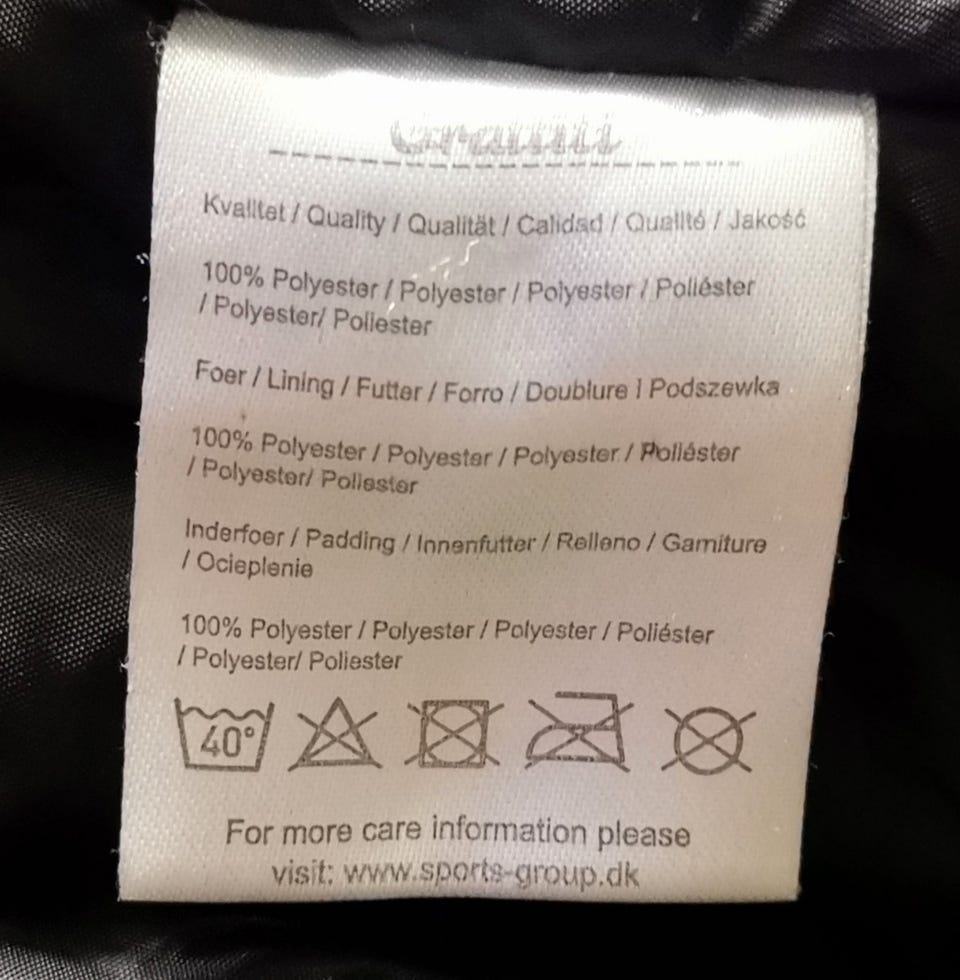 Kvalitet / Quality / Qualität / Calidad / Qualité / Jakość
100% Polyester / Polyester / Polyester / Poliéster
/ Polyester/ Poliester
Foer / Lining / Futter / Forro / Doublure / Podszewka
100% Polyester / Polyester / Polyester / Poliéster
/ Polyester/ Poliester
Inderfoer / Padding / Innenfutter / Relleno / Garniture
/ Ocieplenie
100% Polyester / Polyester / Polyester / Poliéster
/ Polyester/ Poliester
40°
For more care information please
visit: www.sports-group.dk